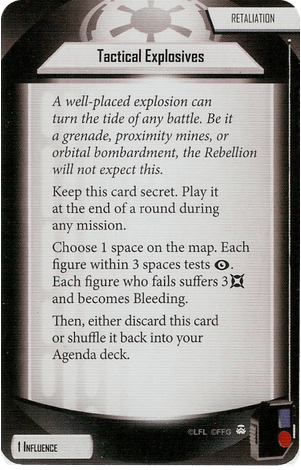 RETALIATION
Tactical Explosives
A well-placed explosion can
turn the tide of any battle. Be it
a grenade, proximity mines, or
orbital bombardment, the Rebellion
will not expect this.
Keep this card secret. Play it
at the end of a round during
any mission.
Choose 1 space on the map. Each
figure within 3 spaces tests
Each figure who fails suffers 3
and becomes Bleeding.
Then, either discard this card
or shuffle it back into your
Agenda deck.
©LFL ©FFG
1 INFLUENCE